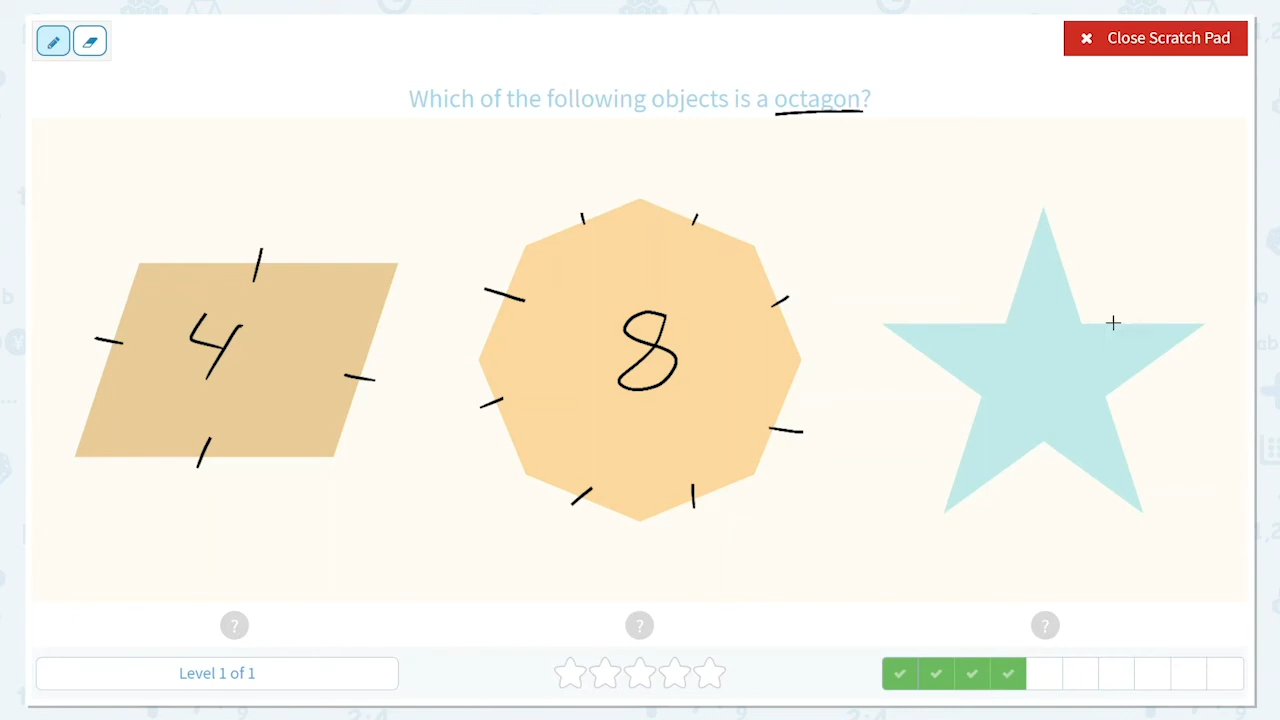 ✖ Close Scratch Pad
Which of the following objects is a octagon?
4
8
? ? ?
Level 1 of 1